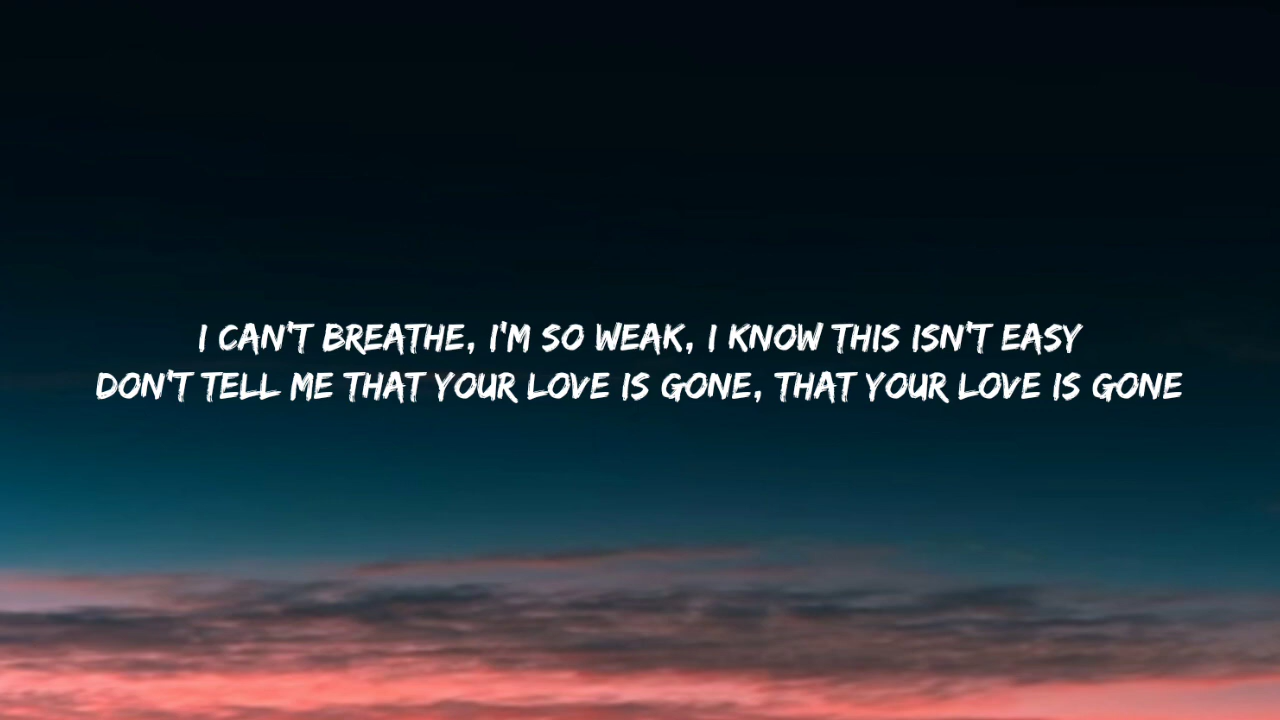 I CAN'T BREATHE, I'M SO WEAK, I KNOW THIS ISN'T EASY
DON'T TELL ME THAT YOUR LOVE IS GONE, THAT YOUR LOVE IS GONE